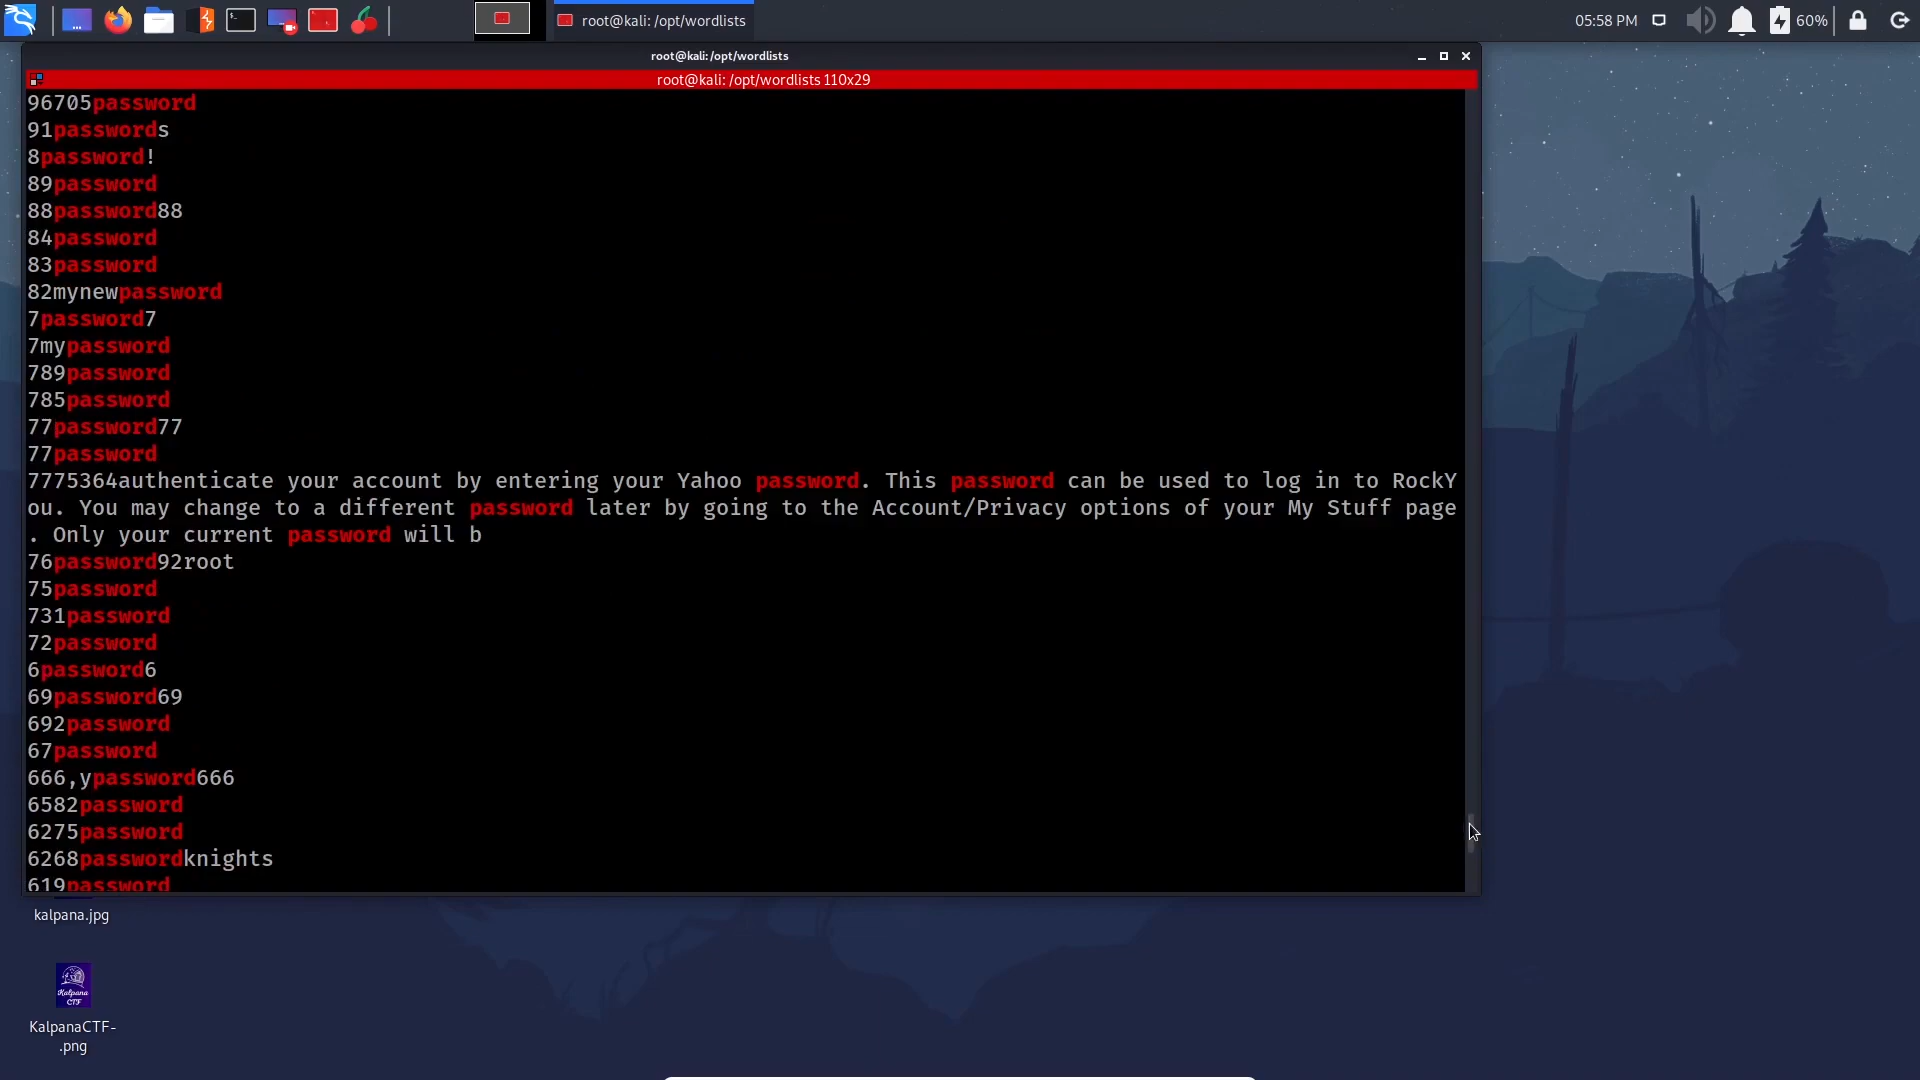 root@kali: /opt/wordlists
05:58 PM
60%
root@kali: /opt/wordlists
root@kali: /opt/wordlists 110x29
96705password
91passwords
8password!
89password
88password88
84password
83password
82mynewpassword
7password7
7mypassword
789password
785password
77password77
77password
7775364authenticate your account by entering your Yahoo password. This password can be used to log in to RockY
ou. You may change to a different password later by going to the Account/Privacy options of your My Stuff page
. Only your current password will b
76password92root
75password
731password
72password
6password6
69password69
692password
67password
666,ypassword666
6582password
6275password
6268passwordknights
619password
kalpana.jpg
Kalpana
CTF
KalpanaCTF-
.png